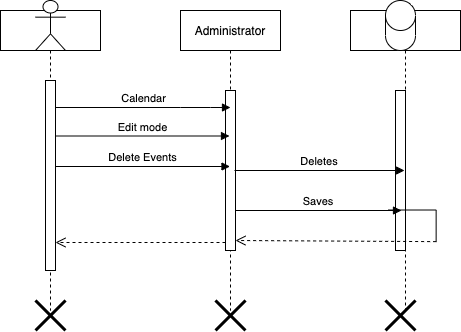 Administrator
Calendar
Edit mode
Delete Events
Deletes
Saves